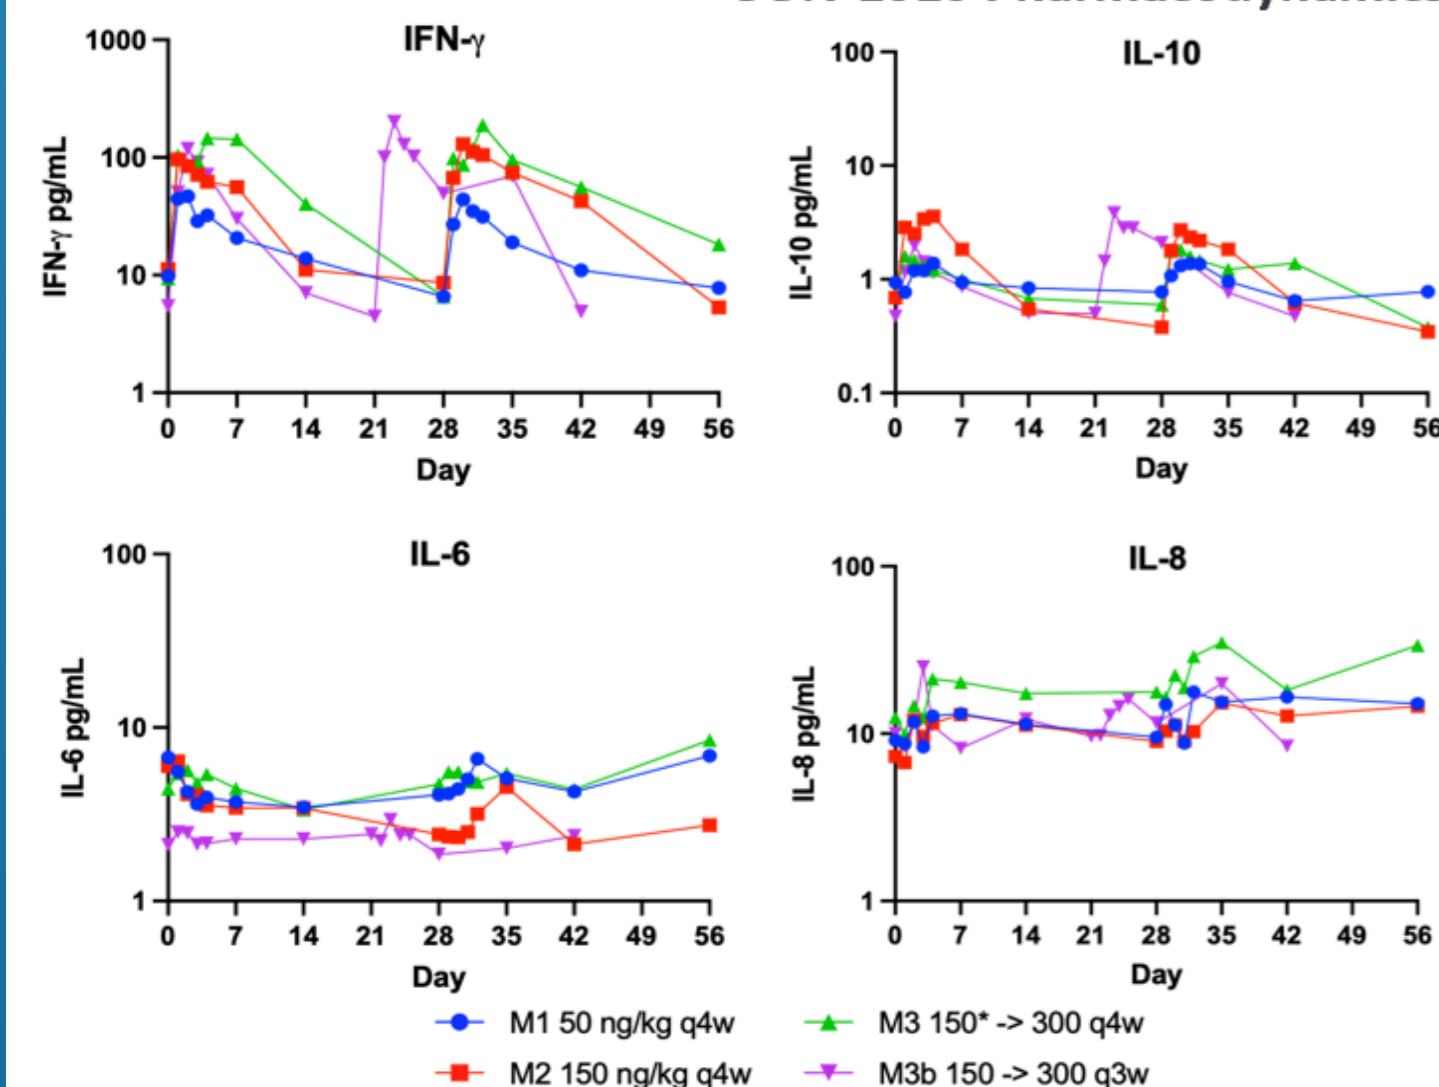 IFN-γ
1000
100
10
1
IFN-γ pg/mL
0 7 14 21 28 35 42 49 56
Day
IL-10
100
10
1
0.1
IL-10 pg/mL
0 7 14 21 28 35 42 49 56
Day
IL-6
100
10
1
IL-6 pg/mL
0 7 14 21 28 35 42 49 56
Day
IL-8
100
10
1
IL-8 pg/mL
0 7 14 21 28 35 42 49 56
Day
M1 50 ng/kg q4w
M3 150* -> 300 q4w
M2 150 ng/kg q4w
M3b 150 -> 300 q3w